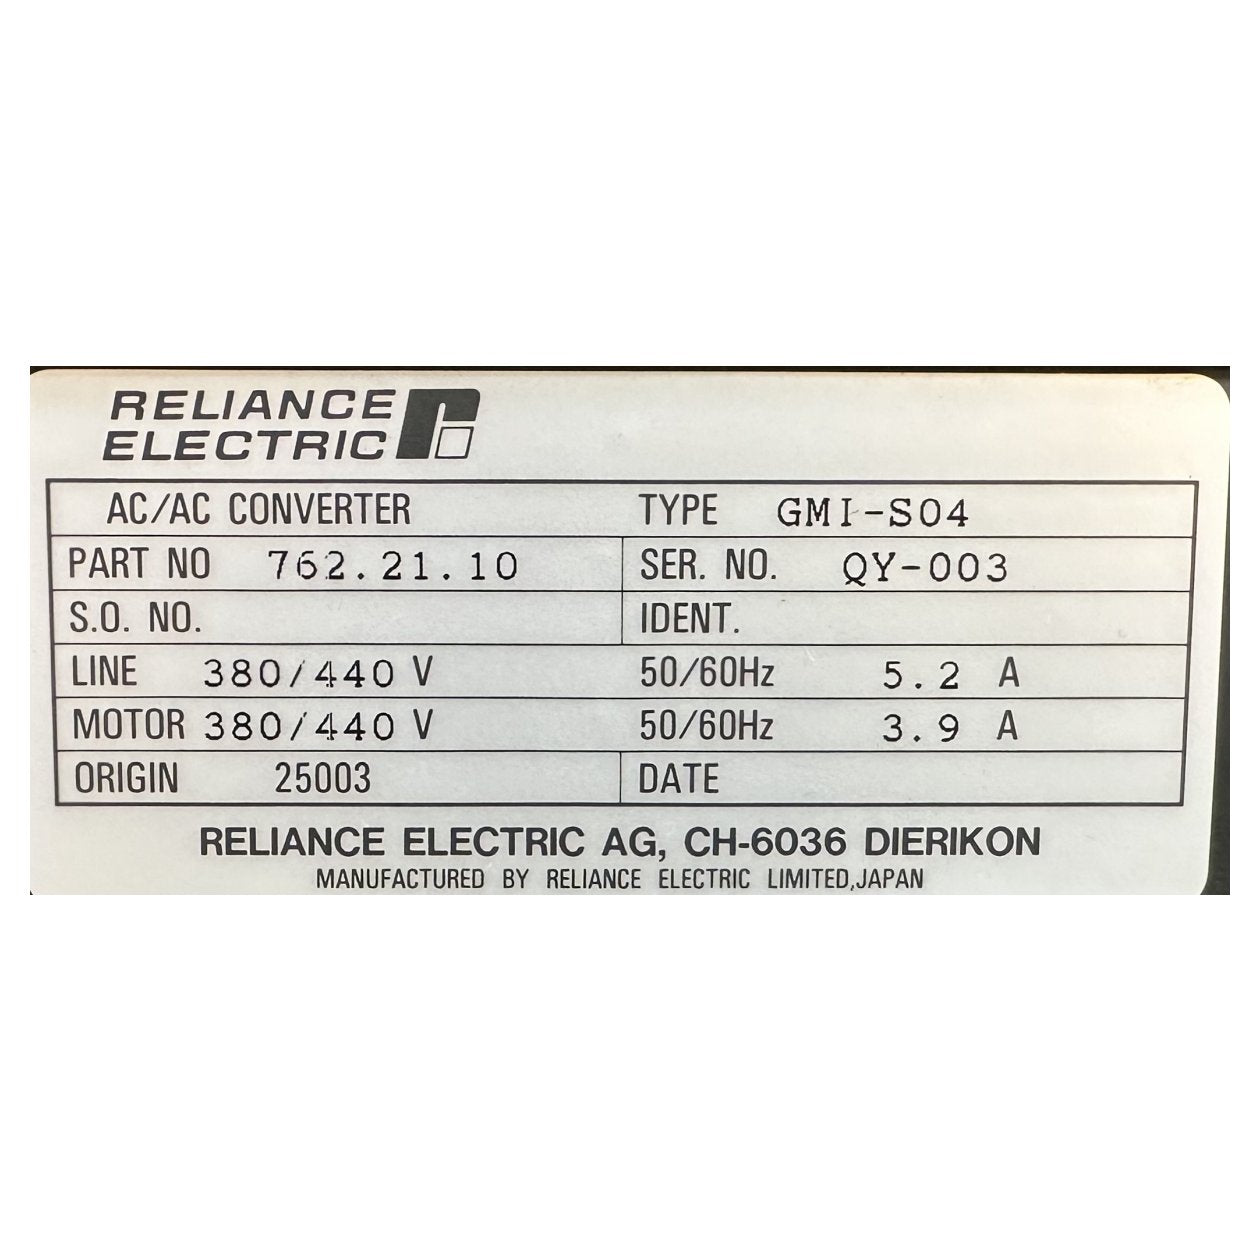 RELIANCE
ELECTRIC
AC/AC CONVERTER TYPE GMI-S04
PART NO 762.21.10 SER. NO. QY-003
S.O. NO. IDENT.
LINE 380/440 V 50/60Hz 5.2 A
MOTOR 380/440 V 50/60Hz 3.9 A
ORIGIN 25003 DATE
RELIANCE ELECTRIC AG, CH-6036 DIERIKON
MANUFACTURED BY RELIANCE ELECTRIC LIMITED,JAPAN